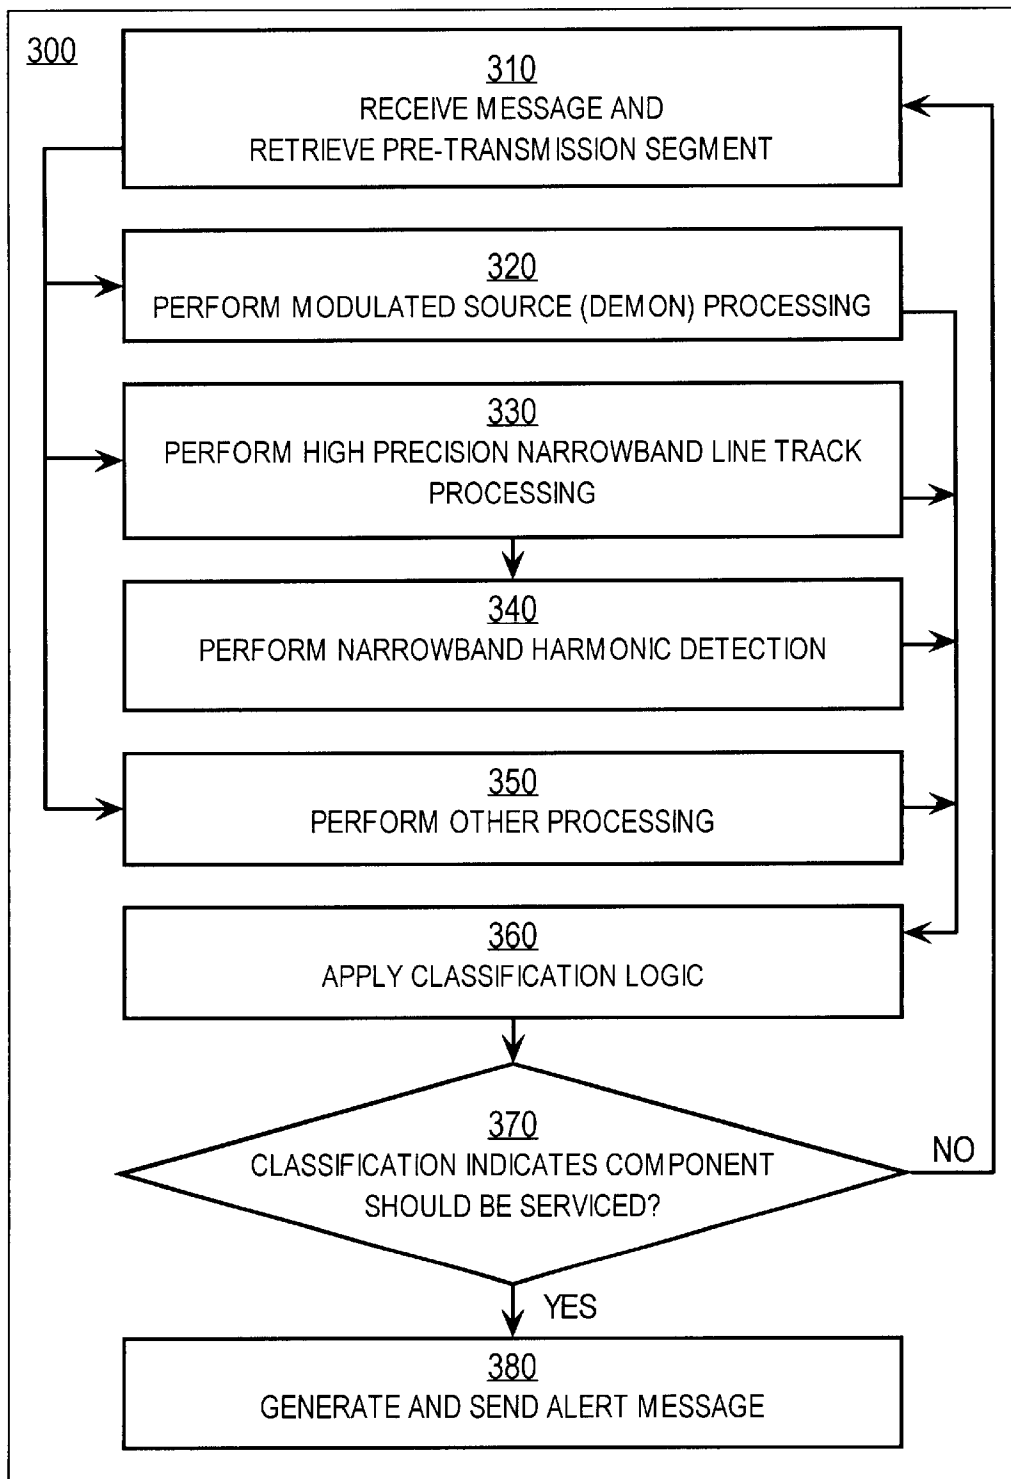 300
310
RECEIVE MESSAGE AND
RETRIEVE PRE-TRANSMISSION SEGMENT
320
PERFORM MODULATED SOURCE (DEMON) PROCESSING
330
PERFORM HIGH PRECISION NARROWBAND LINE TRACK
PROCESSING
340
PERFORM NARROWBAND HARMONIC DETECTION
350
PERFORM OTHER PROCESSING
360
APPLY CLASSIFICATION LOGIC
370
CLASSIFICATION INDICATES COMPONENT
SHOULD BE SERVICED?
NO
YES
380
GENERATE AND SEND ALERT MESSAGE